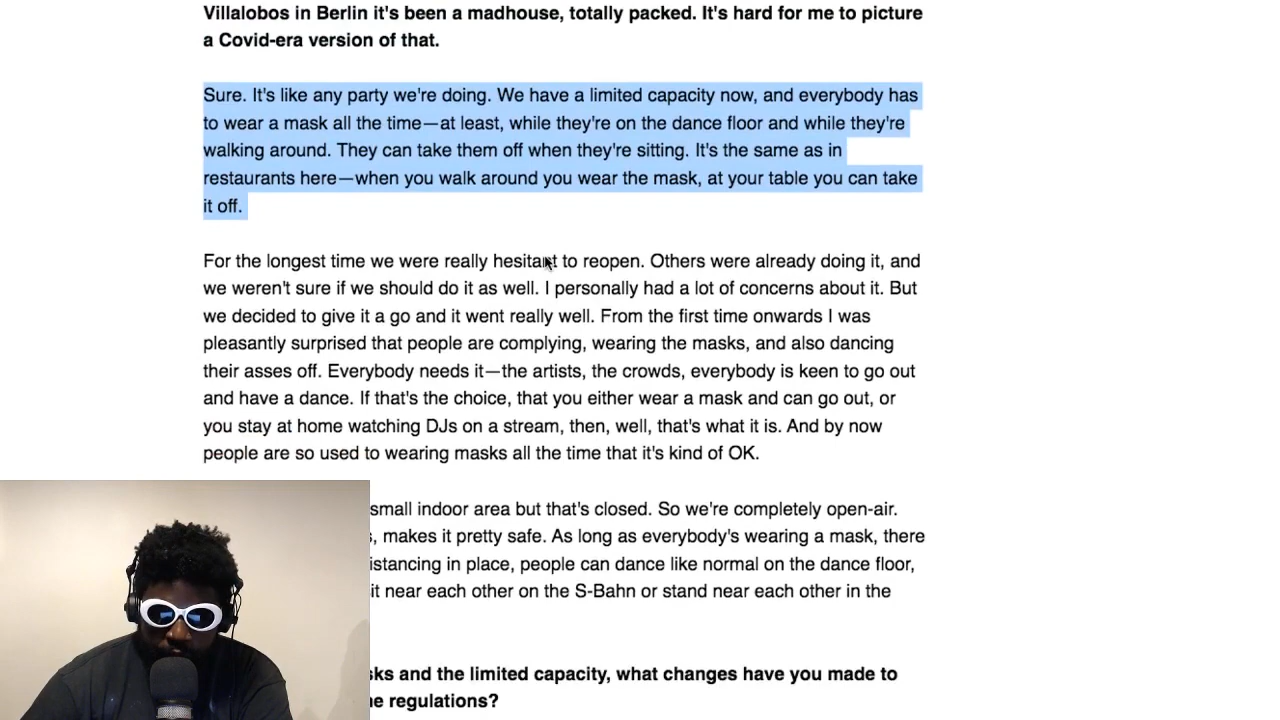 Villalobos in Berlin it's been a madhouse, totally packed. It's hard for me to picture
a Covid-era version of that.
Sure. It's like any party we're doing. We have a limited capacity now, and everybody has
to wear a mask all the time—at least, while they're on the dance floor and while they're
walking around. They can take them off when they're sitting. It's the same as in
restaurants here—when you walk around you wear the mask, at your table you can take
it off.
For the longest time we were really hesitant to reopen. Others were already doing it, and
we weren't sure if we should do it as well. I personally had a lot of concerns about it. But
we decided to give it a go and it went really well. From the first time onwards I was
pleasantly surprised that people are complying, wearing the masks, and also dancing
their asses off. Everybody needs it—the artists, the crowds, everybody is keen to go out
and have a dance. If that's the choice, that you either wear a mask and can go out, or
you stay at home watching DJs on a stream, then, well, that's what it is. And by now
people are so used to wearing masks all the time that it's kind of OK.
small indoor area but that's closed. So we're completely open-air.
, makes it pretty safe. As long as everybody's wearing a mask, there
istancing in place, people can dance like normal on the dance floor,
it near each other on the S-Bahn or stand near each other in the
sks and the limited capacity, what changes have you made to
e regulations?